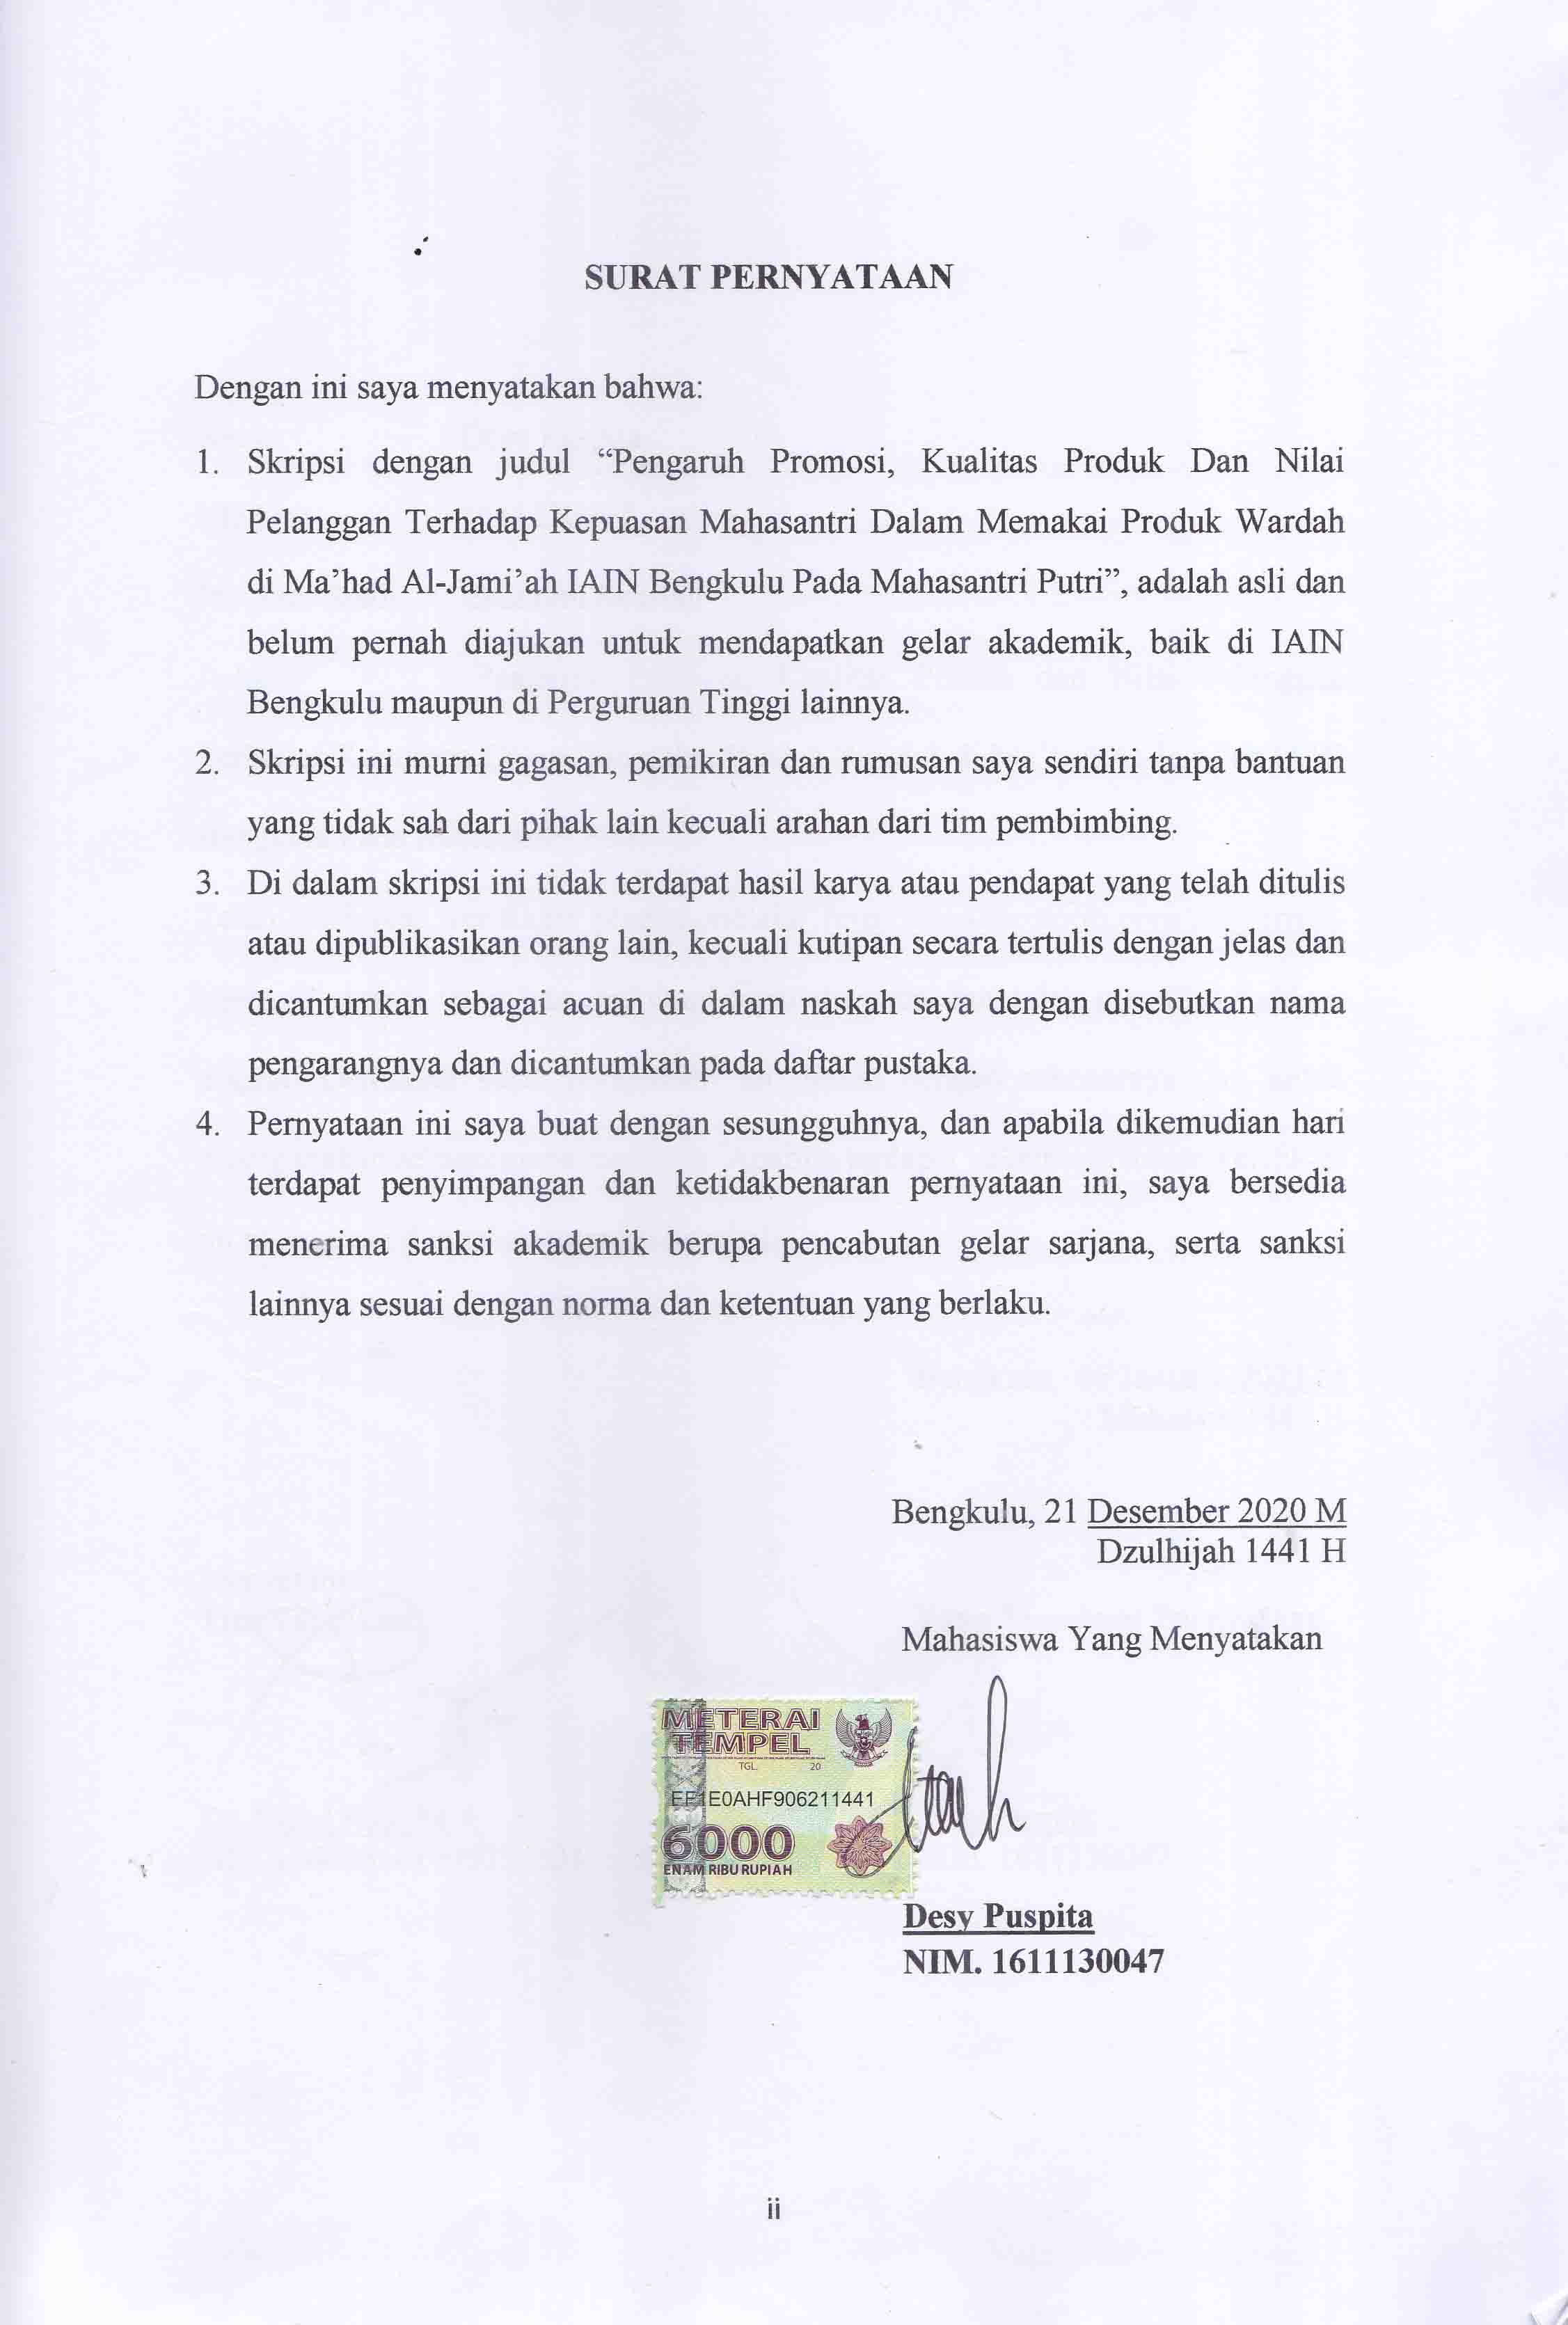 SURAT PERNYATAAN
Dengan ini saya menyatakan bahwa:
1. Skripsi dengan judul “Pengaruh Promosi, Kualitas Produk Dan Nilai
Pelanggan Terhadap Kepuasan Mahasantri Dalam Memakai Produk Wardah
di Ma’had Al-Jami’ah IAIN Bengkulu Pada Mahasantri Putri”, adalah asli dan
belum pernah diajukan untuk mendapatkan gelar akademik, baik di IAIN
Bengkulu maupun di Perguruan Tinggi lainnya.
2. Skripsi ini murni gagasan, pemikiran dan rumusan saya sendiri tanpa bantuan
yang tidak sah dari pihak lain kecuali arahan dari tim pembimbing.
3. Di dalam skripsi ini tidak terdapat hasil karya atau pendapat yang telah ditulis
atau dipublikasikan orang lain, kecuali kutipan secara tertulis dengan jelas dan
dicantumkan sebagai acuan di dalam naskah saya dengan disebutkan nama
pengarangnya dan dicantumkan pada daftar pustaka.
4. Pernyataan ini saya buat dengan sesungguhnya, dan apabila dikemudian hari
terdapat penyimpangan dan ketidakbenaran pernyataan ini, saya bersedia
menerima sanksi akademik berupa pencabutan gelar sarjana, serta sanksi
lainnya sesuai dengan norma dan ketentuan yang berlaku.
Bengkulu, 21 Desember 2020 M
Dzulhijah 1441 H
Mahasiswa Yang Menyatakan
METERAI
TEMPEL
TGL. 20
6000
ENAM RIBU RUPIAH
Desy Puspita
NIM. 1611130047
ii